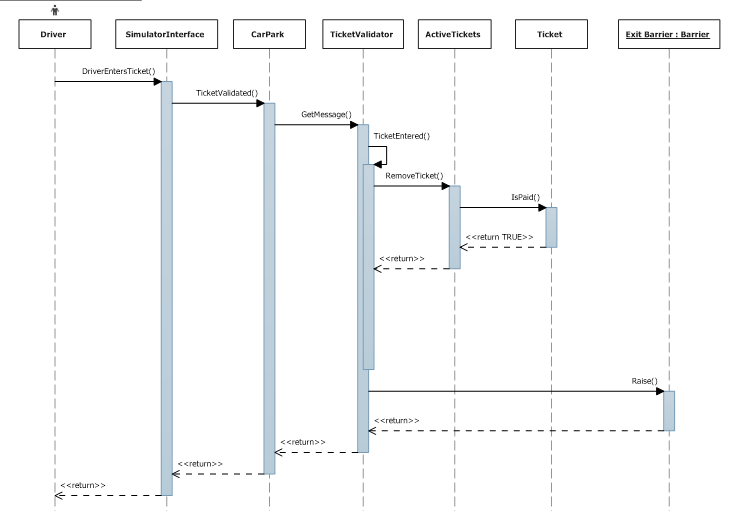 Driver
SimulatorInterface
CarPark
TicketValidator
ActiveTickets
Ticket
Exit Barrier : Barrier
DriverEntersTicket()
TicketValidated()
GetMessage()
TicketEntered()
RemoveTicket()
IsPaid()
<<return TRUE>>
<<return>>
Raise()
<<return>>
<<return>>
<<return>>
<<return>>